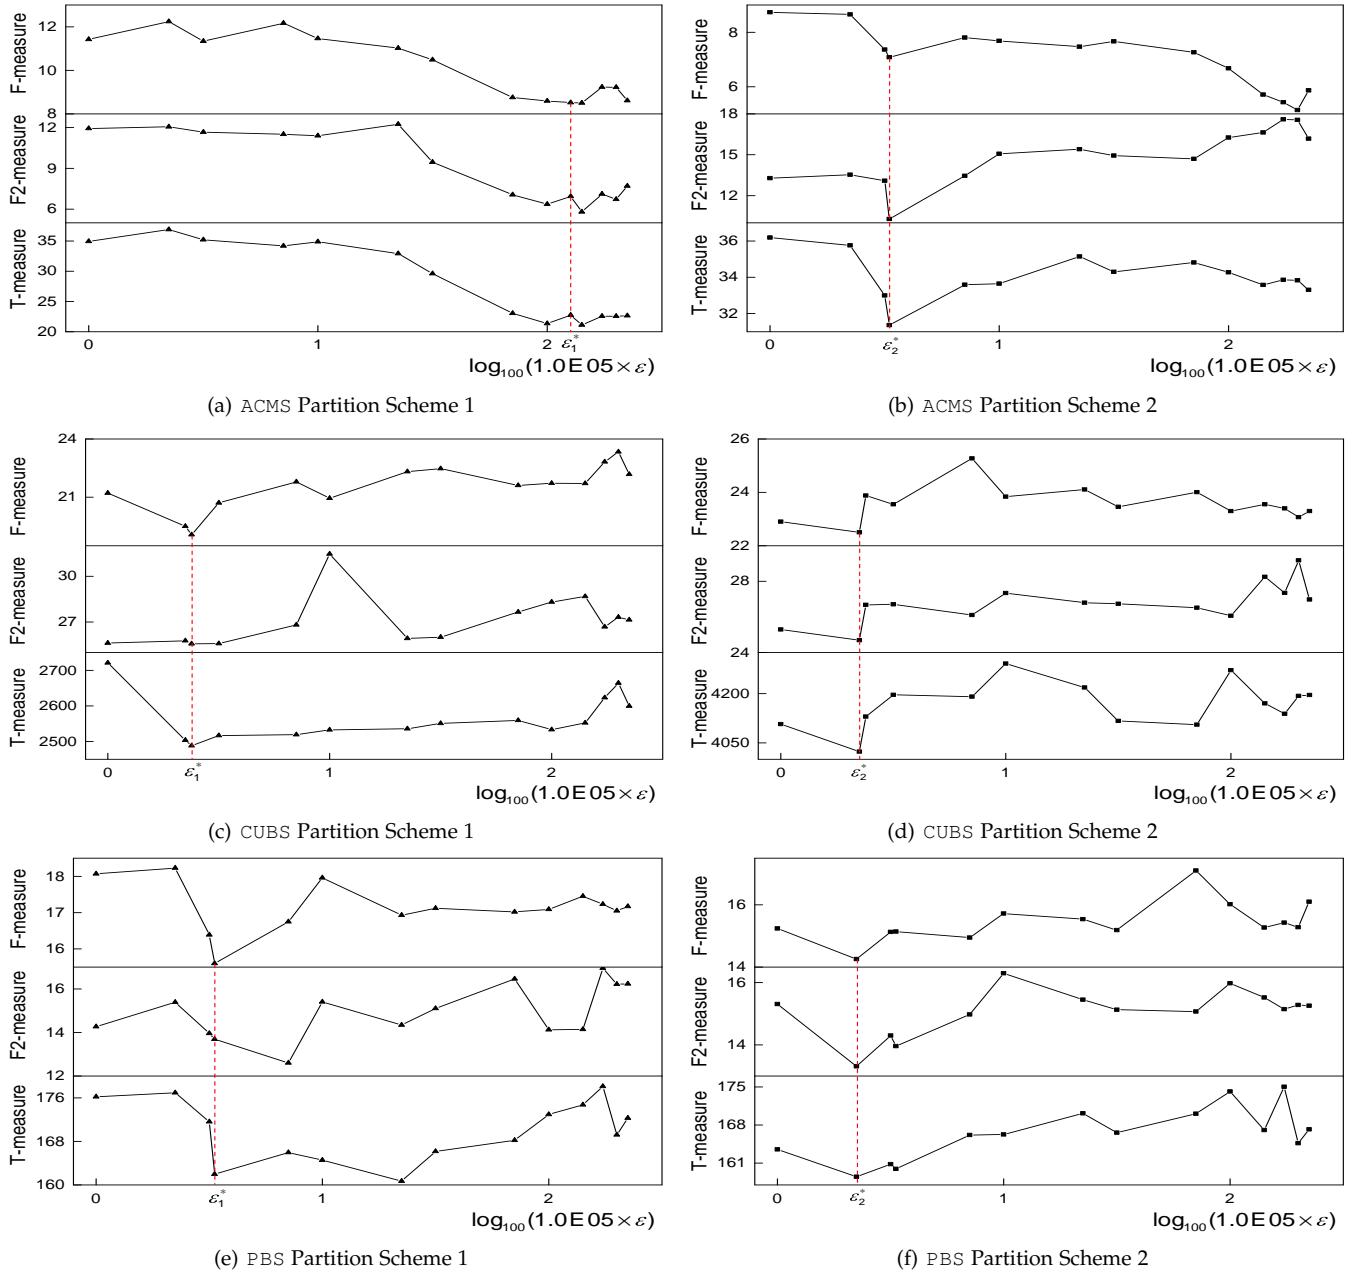 F-measure
12
10
8
F2-measure
12
9
6
T-measure
35
30
25
20
0
1
2
ε₁*
log₁₀₀(1.0E05×ε)
(a) ACMS Partition Scheme 1
F-measure
8
6
F2-measure
18
15
12
T-measure
36
34
32
0
ε₂*
1
2
log₁₀₀(1.0E05×ε)
(b) ACMS Partition Scheme 2
F-measure
24
21
F2-measure
30
27
T-measure
2700
2600
2500
0
ε₁*
1
2
log₁₀₀(1.0E05×ε)
(c) CUBS Partition Scheme 1
F-measure
26
24
22
F2-measure
28
24
T-measure
4200
4050
0
ε₂*
1
2
log₁₀₀(1.0E05×ε)
(d) CUBS Partition Scheme 2
F-measure
18
17
16
F2-measure
16
14
12
T-measure
176
168
160
0
ε₁*
1
2
log₁₀₀(1.0E05×ε)
(e) PBS Partition Scheme 1
F-measure
16
14
F2-measure
16
14
T-measure
175
168
161
0
ε₂*
1
2
log₁₀₀(1.0E05×ε)
(f) PBS Partition Scheme 2